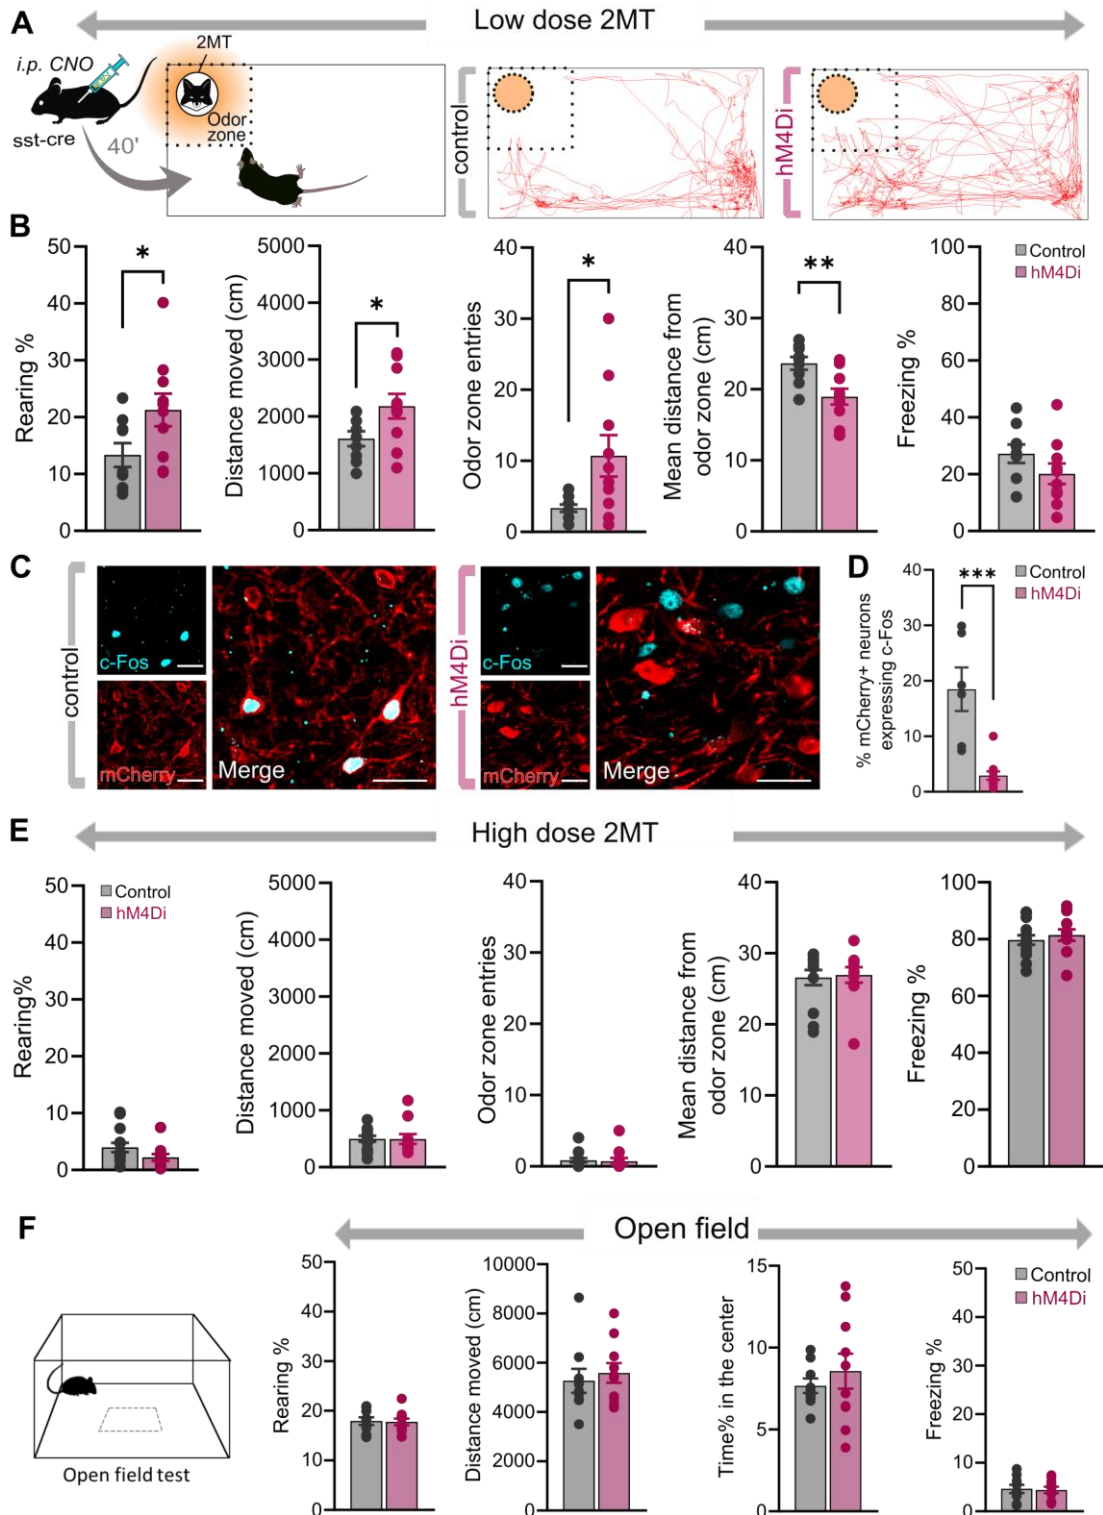 A
Low dose 2MT
i.p. CNO
2MT
Odor
zone
sst-cre
40'
control
hM4Di
B
Rearing %
50
40
30
20
10
0
*
Distance moved (cm)
5000
4000
3000
2000
1000
0
*
Odor zone entries
40
30
20
10
0
*
Mean distance from
odor zone (cm)
40
30
20
10
0
**
Freezing %
100
80
60
40
20
0
Control
hM4Di
C
control
c-Fos
mCherry
Merge
hM4Di
c-Fos
mCherry
Merge
D
% mCherry+ neurons
expressing c-Fos
40
30
20
10
0
***
Control
hM4Di
E
High dose 2MT
Rearing%
50
40
30
20
10
0
Control
hM4Di
Distance moved (cm)
5000
4000
3000
2000
1000
0
Odor zone entries
40
30
20
10
0
Mean distance from
odor zone (cm)
40
30
20
10
0
Freezing %
100
80
60
40
20
0
F
Open field
Open field test
Rearing %
50
40
30
20
10
0
Distance moved (cm)
10000
8000
6000
4000
2000
0
Time% in the center
15
10
5
0
Freezing %
50
40
30
20
10
0
Control
hM4Di